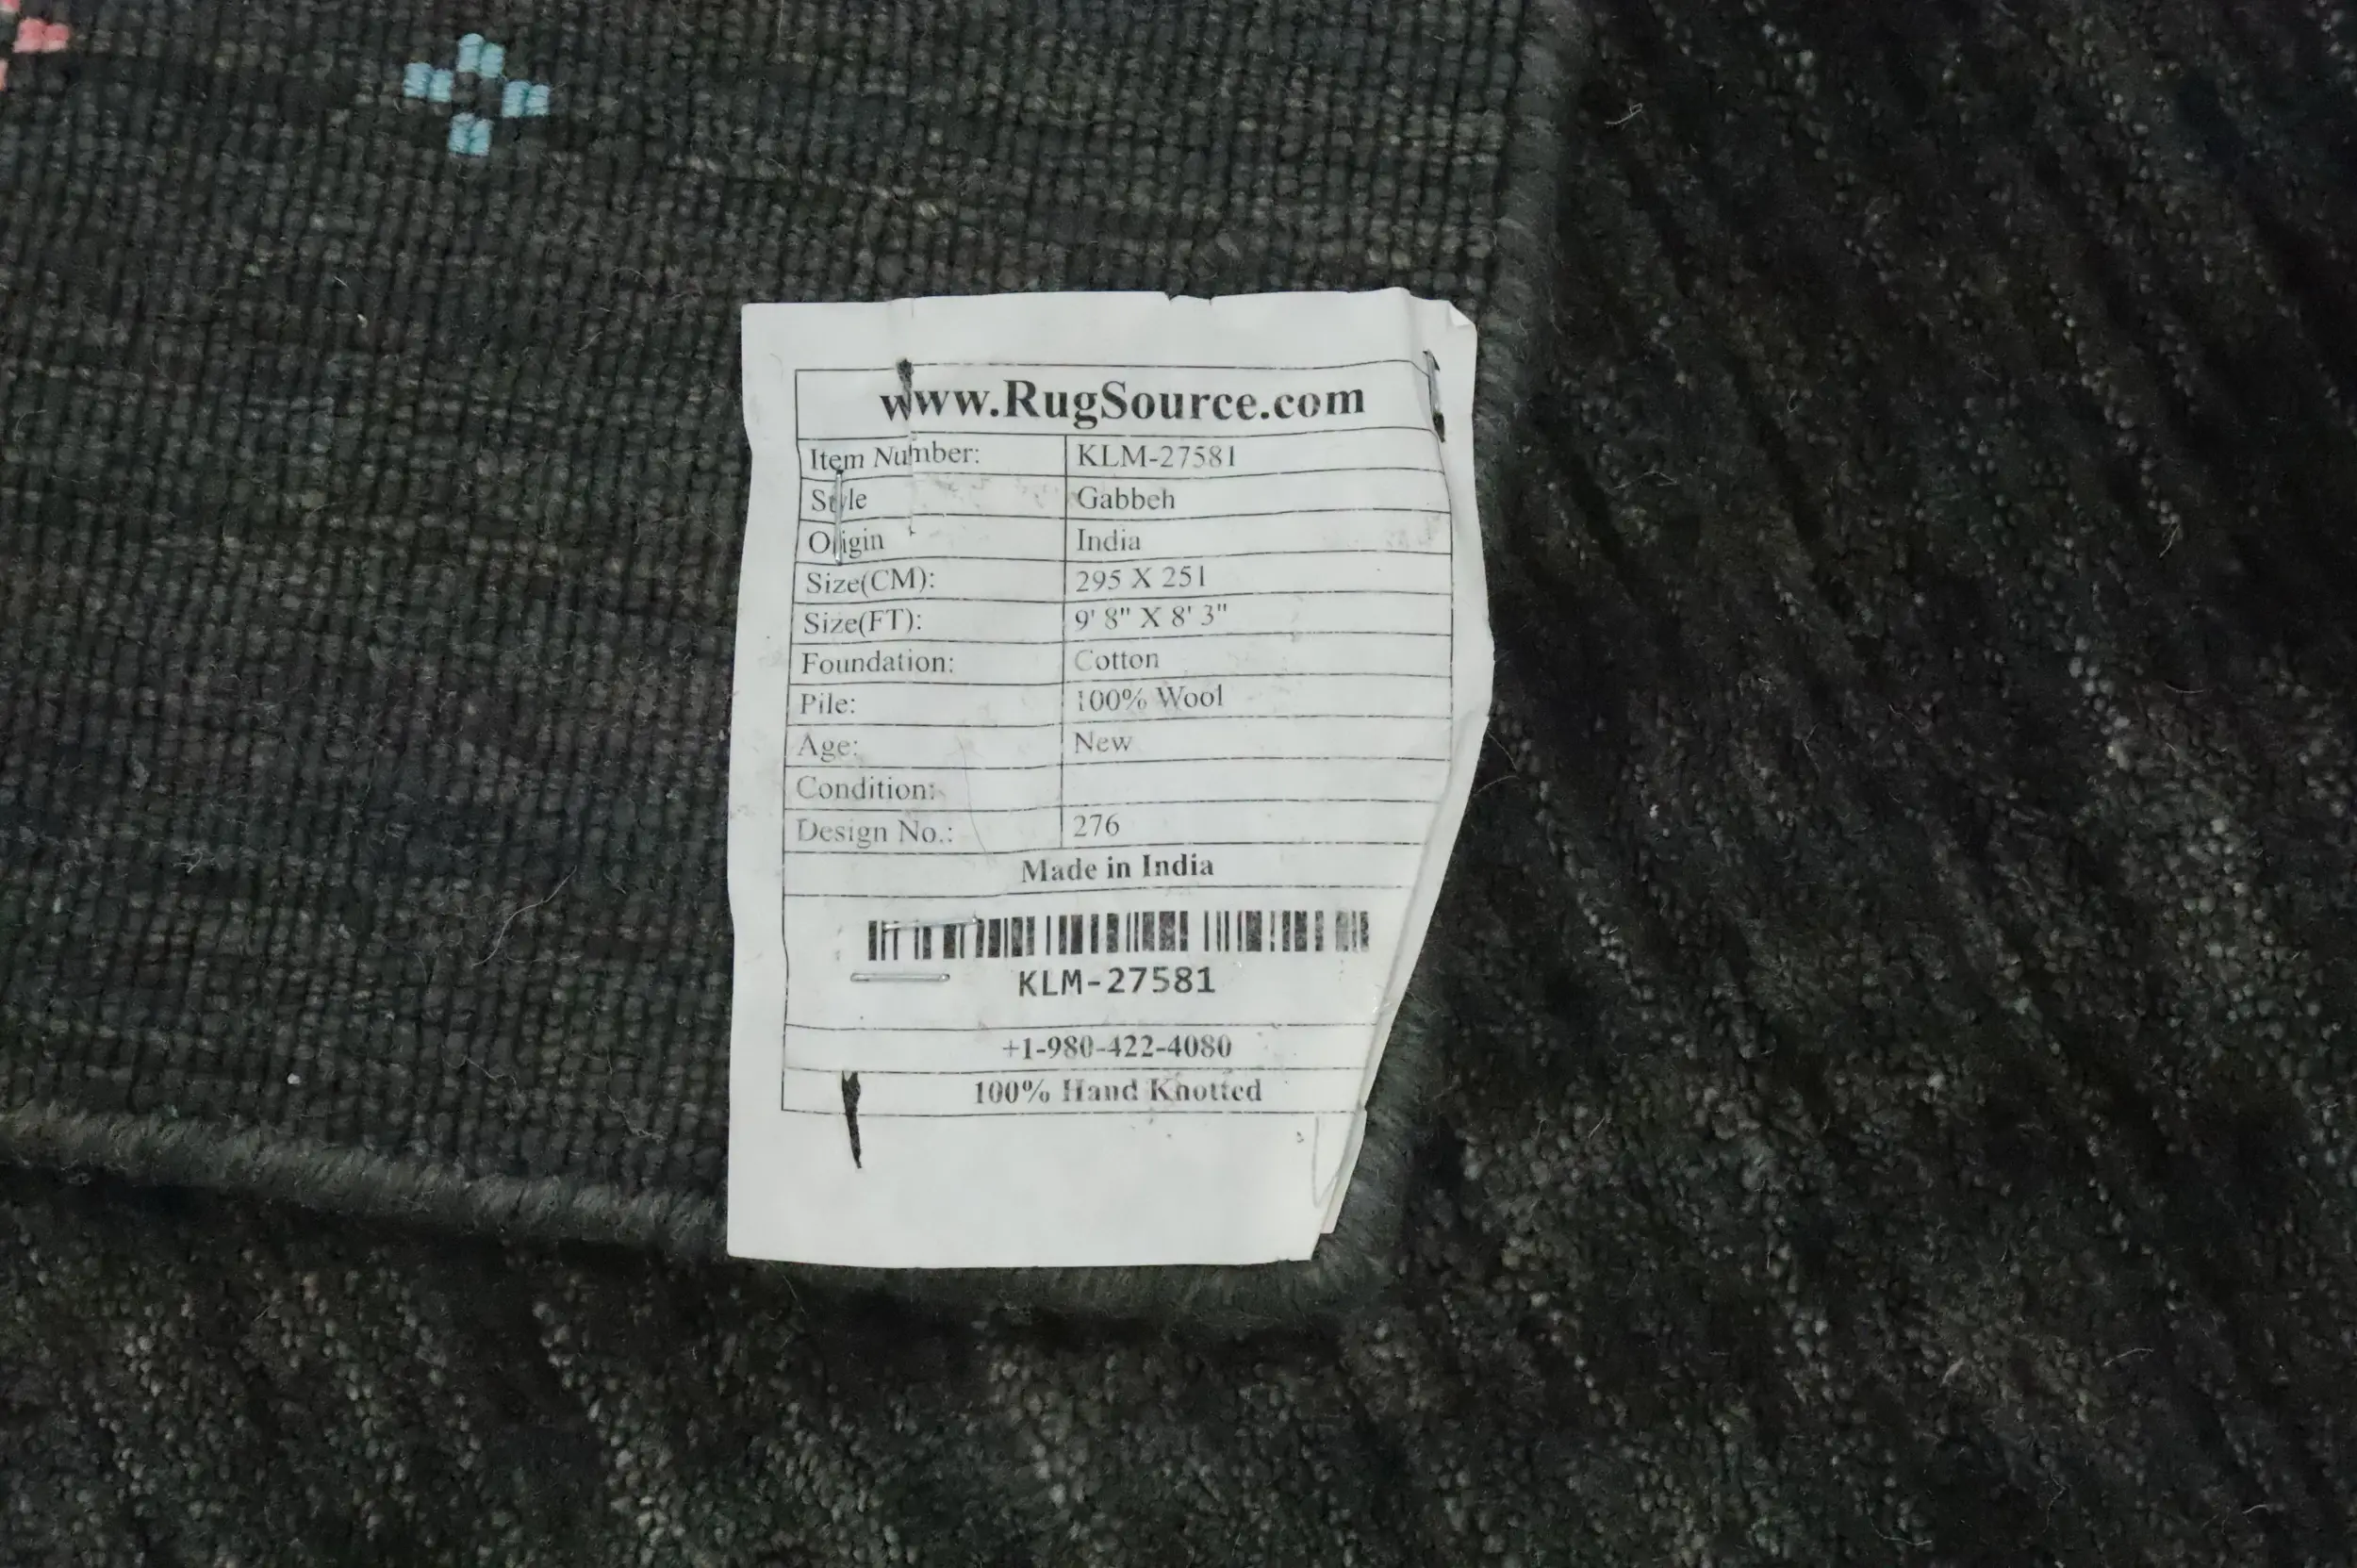 www.RugSource.com
Item Number: KLM-27581
Style Gabbeh
Origin India
Size(CM): 295 X 251
Size(FT): 9' 8" X 8' 3"
Foundation: Cotton
Pile: 100% Wool
Age: New
Condition:
Design No.: 276
Made in India
KLM-27581
+1-980-422-4080
100% Hand Knotted